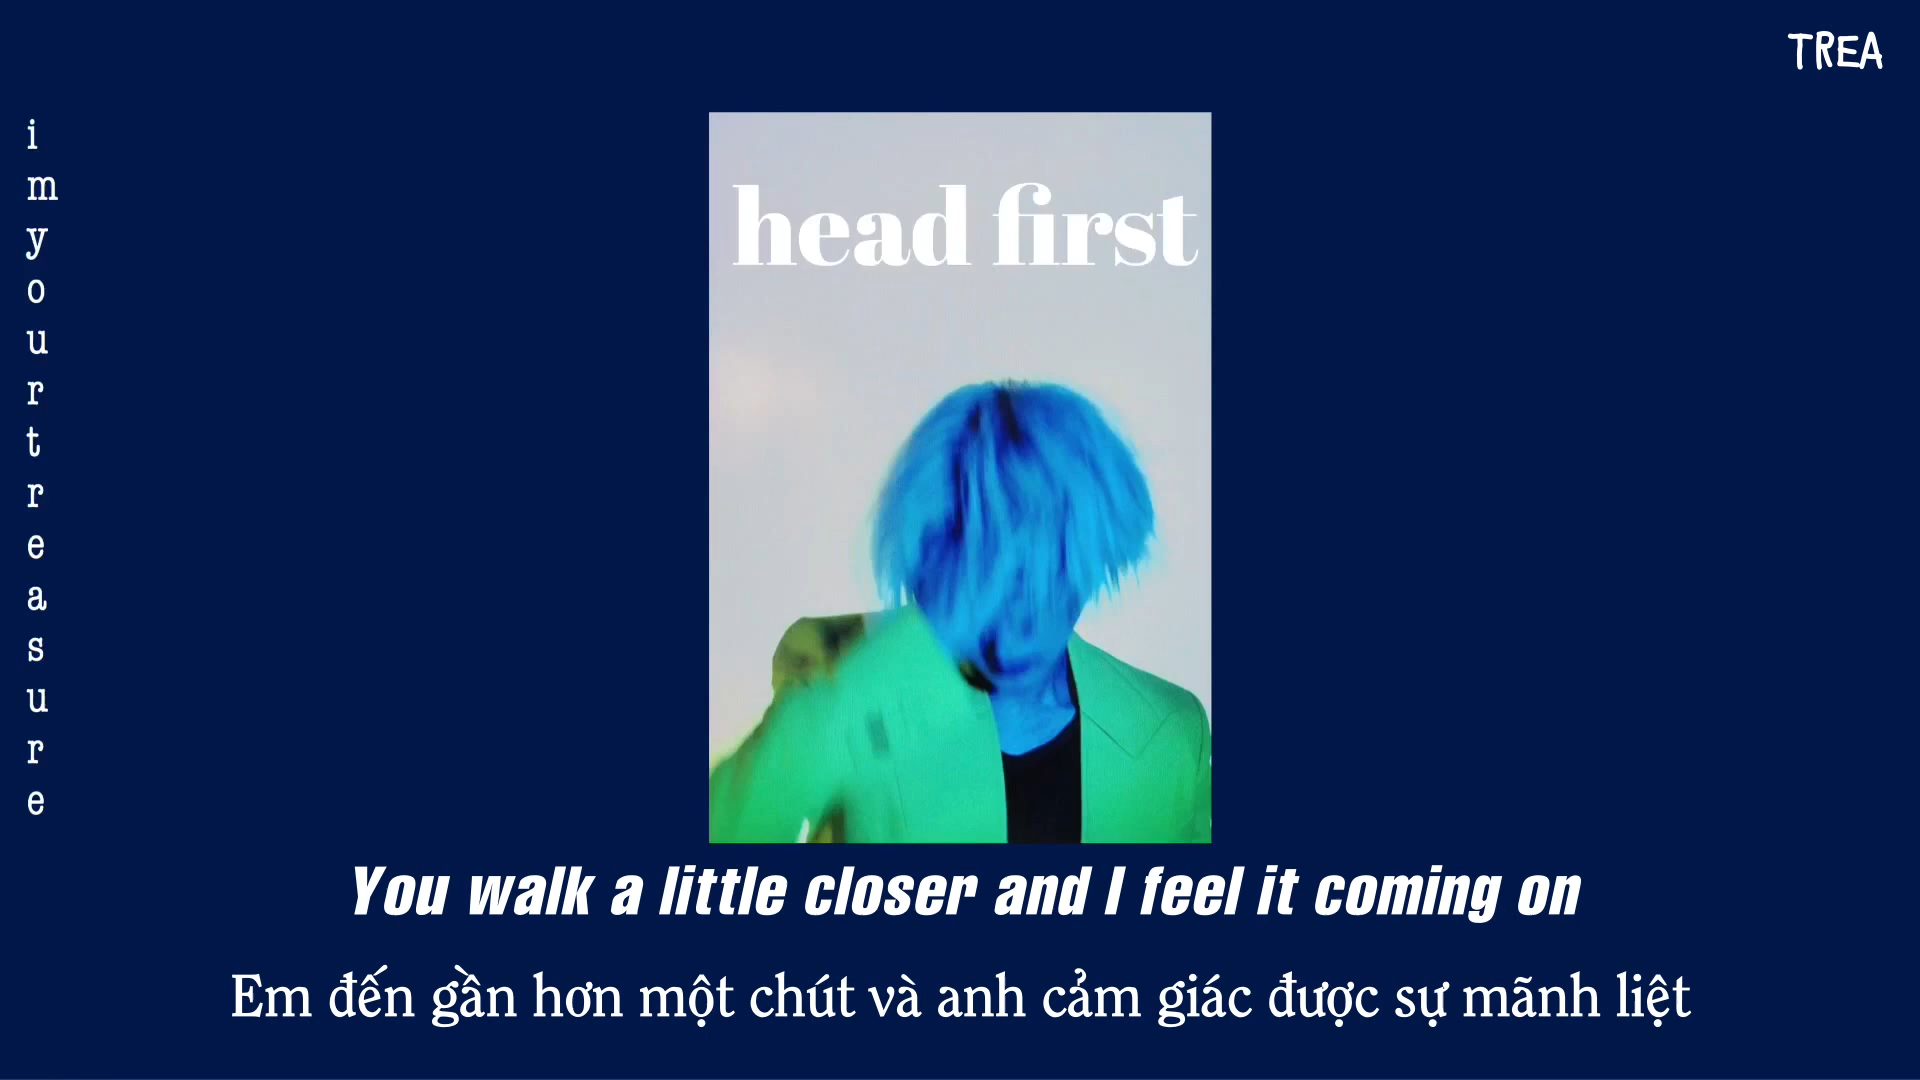 TREA
imyourtreasure
head first
You walk a little closer and I feel it coming on
Em đến gần hơn một chút và anh cảm giác được sự mãnh liệt